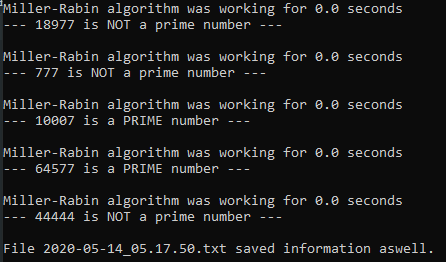 Miller-Rabin algorithm was working for 0.0 seconds
--- 18977 is NOT a prime number ---
Miller-Rabin algorithm was working for 0.0 seconds
--- 777 is NOT a prime number ---
Miller-Rabin algorithm was working for 0.0 seconds
--- 10007 is a PRIME number ---
Miller-Rabin algorithm was working for 0.0 seconds
--- 64577 is a PRIME number ---
Miller-Rabin algorithm was working for 0.0 seconds
--- 44444 is NOT a prime number ---
File 2020-05-14_05.17.50.txt saved information aswell.